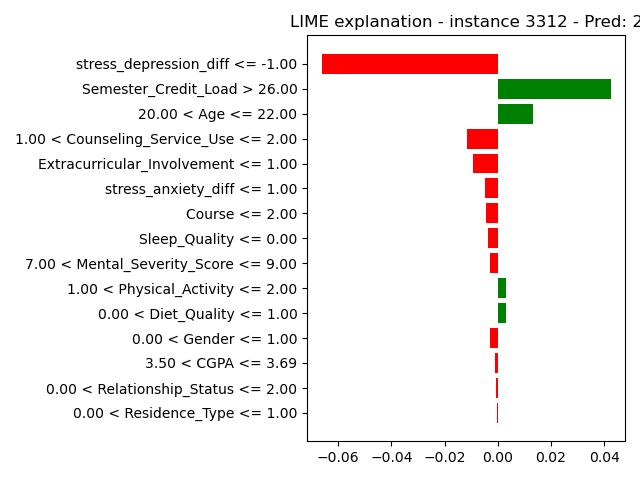 LIME explanation - instance 3312 - Pred: 2
stress_depression_diff <= -1.00
Semester_Credit_Load > 26.00
20.00 < Age <= 22.00
1.00 < Counseling_Service_Use <= 2.00
Extracurricular_Involvement <= 1.00
stress_anxiety_diff <= 1.00
Course <= 2.00
Sleep_Quality <= 0.00
7.00 < Mental_Severity_Score <= 9.00
1.00 < Physical_Activity <= 2.00
0.00 < Diet_Quality <= 1.00
0.00 < Gender <= 1.00
3.50 < CGPA <= 3.69
0.00 < Relationship_Status <= 2.00
0.00 < Residence_Type <= 1.00
−0.06 −0.04 −0.02 0.00 0.02 0.04